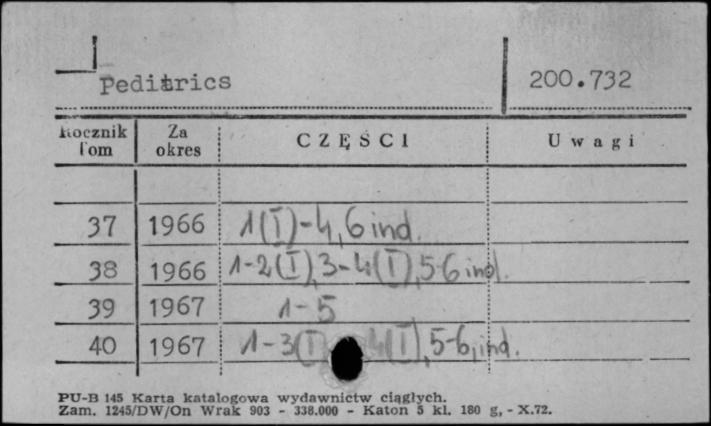 Pediatrics 200.732
Rocznik Tom Za okres CZĘŚCI Uwagi
37 1966 1(I)-4,6 ind.
38 1966 1-2(I),3-4(I),5-6 ind.
39 1967 1-5
40 1967 1-3(I) 4(I),5-6,ind.
PU-B 145 Karta katalogowa wydawnictw ciągłych.
Zam. 1245/DW/On Wrak 903 - 338.000 - Katon 5 kl. 180 g, - X.72.